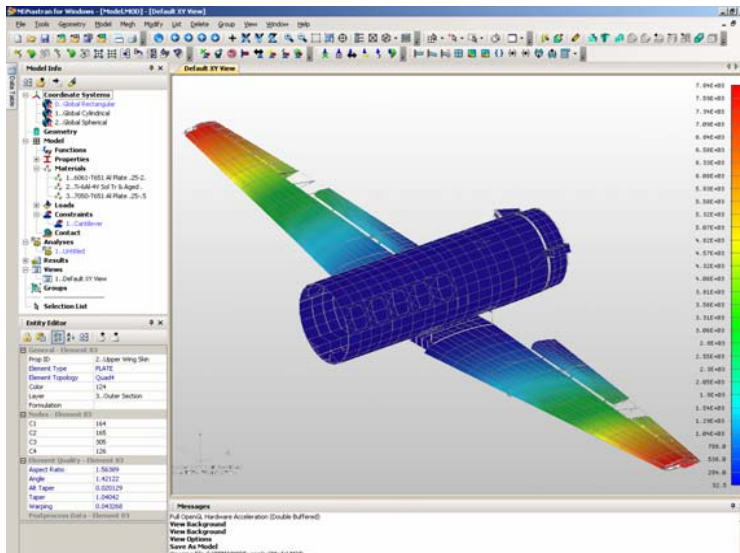 MSNastran for Windows - [Model.MOD] - [Default XY View]
File Tools Geometry Model Mesh Modify List Delete Group View Window Help
Data Table
Model Info
Default XY View
Coordinate Systems
0..Global Rectangular
1..Global Cylindrical
2..Global Spherical
Geometry
Model
Functions
Properties
Materials
1..6061-T651 Al Plate .25-2.
2..Ti-6Al-4V Sol Tr & Aged .
3..7050-T651 Al Plate .25-.5
Loads
Constraints
1..Cantilever
Contact
Analyses
1..Untitled
Results
Views
1..Default XY View
Groups
Selection List
Entity Editor
General - Element 83
Prop ID 2..Upper Wing Skin
Element Type PLATE
Element Topology Quad4
Color 124
Layer 3..Outer Section
Formulation
Nodes - Element 83
C1 164
C2 165
C3 305
C4 126
Element Quality - Element 83
Aspect Ratio 1.56389
Angle 1.42122
Alt Taper 0.020129
Taper 1.04042
Warping 0.043268
Postprocess Data - Element 83
7.84E+03
7.59E+03
7.34E+03
7.09E+03
6.84E+03
6.58E+03
6.33E+03
6.08E+03
5.83E+03
5.58E+03
5.32E+03
5.07E+03
4.82E+03
4.57E+03
4.32E+03
4.06E+03
3.81E+03
3.56E+03
3.31E+03
3.06E+03
2.8E+03
2.55E+03
2.3E+03
2.05E+03
1.8E+03
1.54E+03
1.29E+03
1.04E+03
788.0
536.0
284.0
32.5
Messages
Full OpenGL Hardware Acceleration (Double Buffered)
View Background
View Background
View Options
Save As Model